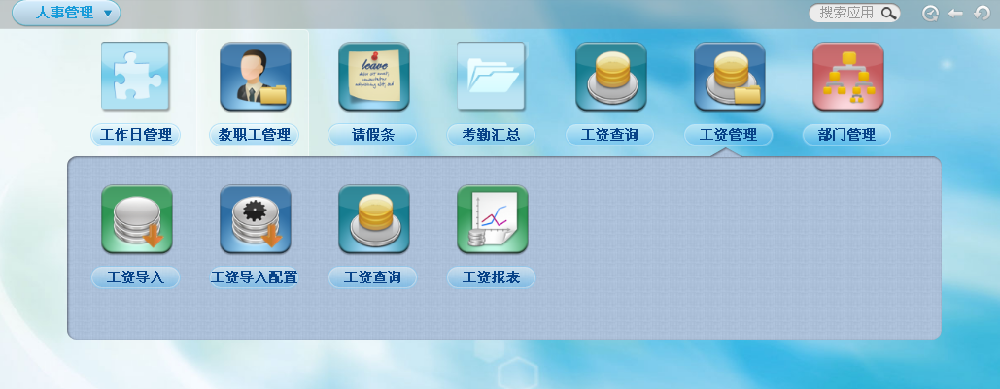 人事管理
搜索应用
工作日管理
教职工管理
请假条
考勤汇总
工资查询
工资管理
部门管理
leave
工资导入
工资导入配置
工资查询
工资报表